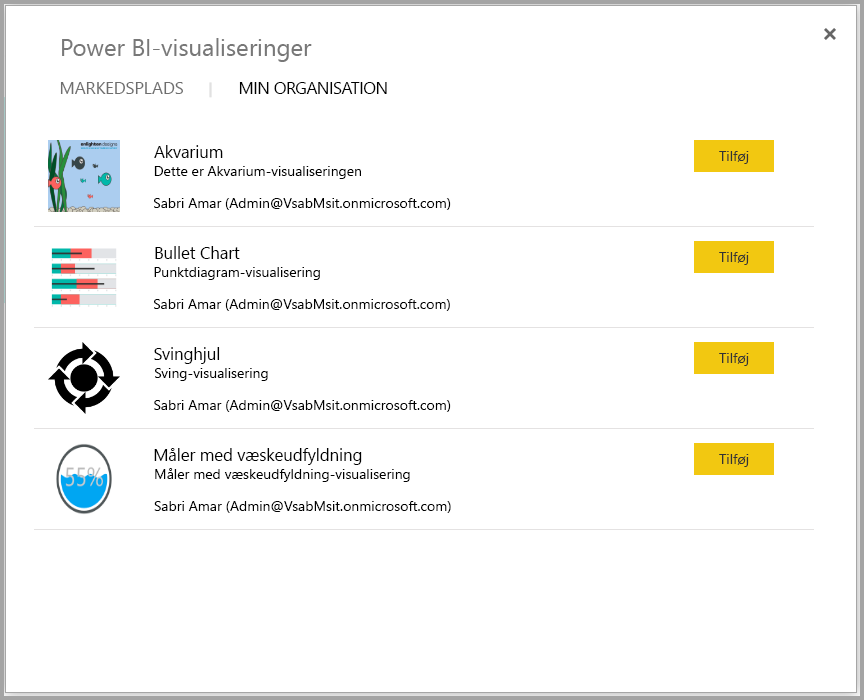 Power BI-visualiseringer
MARKEDSPLADS | MIN ORGANISATION
enlighten designs
Akvarium
Tilføj
Dette er Akvarium-visualiseringen
Sabri Amar (Admin@VsabMsit.onmicrosoft.com)
Bullet Chart
Tilføj
Punktdiagram-visualisering
Sabri Amar (Admin@VsabMsit.onmicrosoft.com)
Svinghjul
Tilføj
Sving-visualisering
Sabri Amar (Admin@VsabMsit.onmicrosoft.com)
Måler med væskeudfyldning
Tilføj
55%
Måler med væskeudfyldning-visualisering
Sabri Amar (Admin@VsabMsit.onmicrosoft.com)